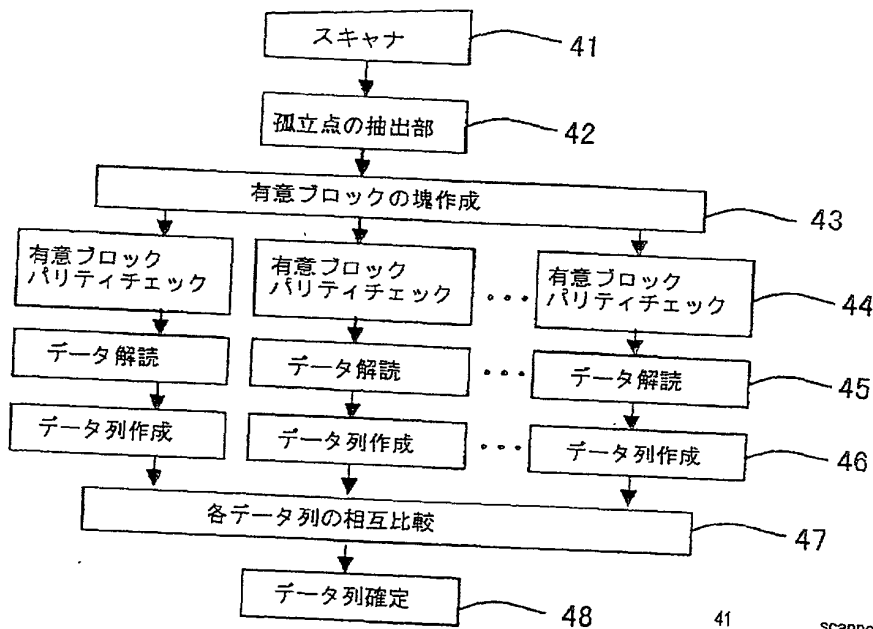 スキャナ
41
孤立点の抽出部
42
有意ブロックの塊作成
43
有意ブロック
パリティチェック
有意ブロック
パリティチェック
...
有意ブロック
パリティチェック
44
データ解読
データ解読
...
データ解読
45
データ列作成
データ列作成
...
データ列作成
46
各データ列の相互比較
47
データ列確定
48
41